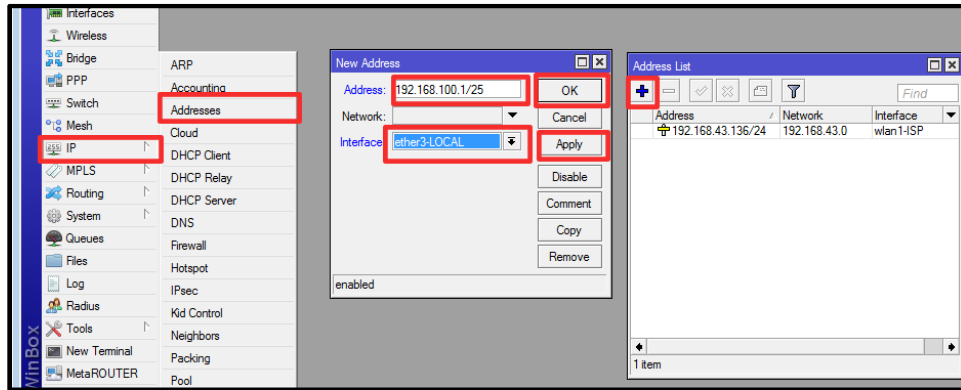 Interfaces
Wireless
Bridge
PPP
Switch
Mesh
IP
MPLS
Routing
System
Queues
Files
Log
Radius
Tools
New Terminal
MetaROUTER
WinBox
ARP
Accounting
Addresses
Cloud
DHCP Client
DHCP Relay
DHCP Server
DNS
Firewall
Hotspot
IPsec
Kid Control
Neighbors
Packing
Pool
New Address
Address: 192.168.100.1/25
Network:
Interface: ether3-LOCAL
OK
Cancel
Apply
Disable
Comment
Copy
Remove
enabled
Address List
Find
Address Network Interface
192.168.43.136/24 192.168.43.0 wlan1-ISP
1 item